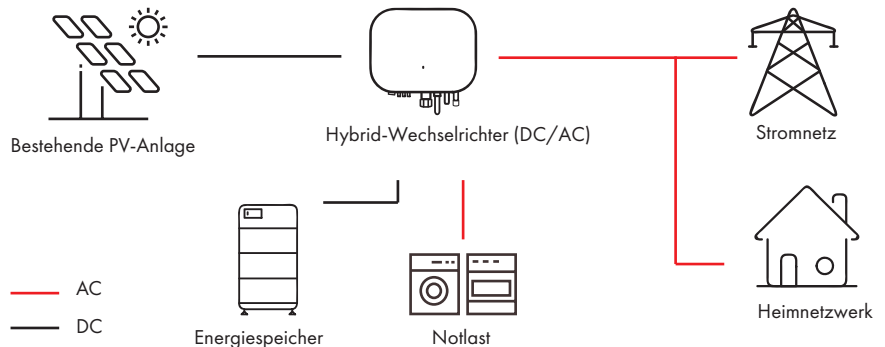 Bestehende PV-Anlage
Hybrid-Wechselrichter (DC/AC)
Stromnetz
Energiespeicher
Notlast
Heimnetzwerk
AC
DC